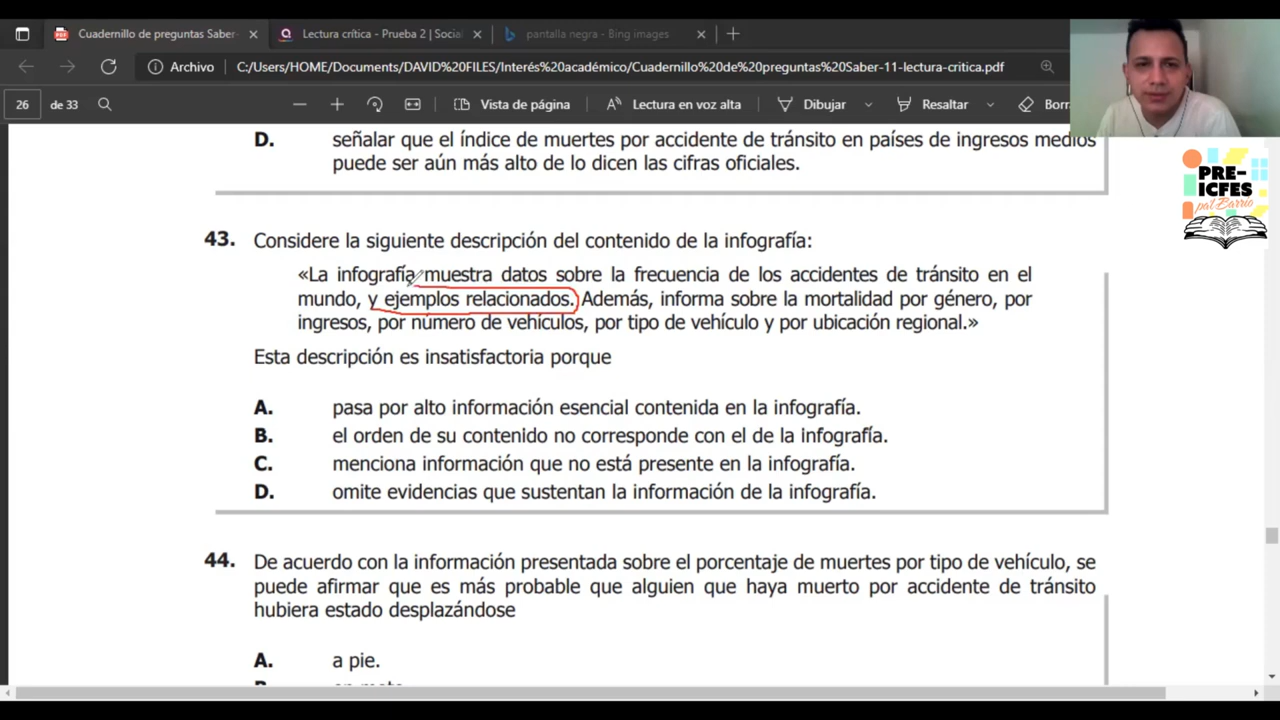 Cuadernillo de preguntas Saber-
Lectura crítica - Prueba 2 | Social
pantalla negra - Bing images
Archivo
C:/Users/HOME/Documents/DAVID%20FILES/Interés%20académico/Cuadernillo%20de%20preguntas%20Saber-11-lectura-critica.pdf
26 de 33
Vista de página
Lectura en voz alta
Dibujar
Resaltar
Borra
PRE-
ICFES
pal Barrio
D. señalar que el índice de muertes por accidente de tránsito en países de ingresos medios
puede ser aún más alto de lo dicen las cifras oficiales.
43. Considere la siguiente descripción del contenido de la infografía:
«La infografía muestra datos sobre la frecuencia de los accidentes de tránsito en el
mundo, y ejemplos relacionados. Además, informa sobre la mortalidad por género, por
ingresos, por número de vehículos, por tipo de vehículo y por ubicación regional.»
Esta descripción es insatisfactoria porque
A. pasa por alto información esencial contenida en la infografía.
B. el orden de su contenido no corresponde con el de la infografía.
C. menciona información que no está presente en la infografía.
D. omite evidencias que sustentan la información de la infografía.
44. De acuerdo con la información presentada sobre el porcentaje de muertes por tipo de vehículo, se
puede afirmar que es más probable que alguien que haya muerto por accidente de tránsito
hubiera estado desplazándose
A. a pie.